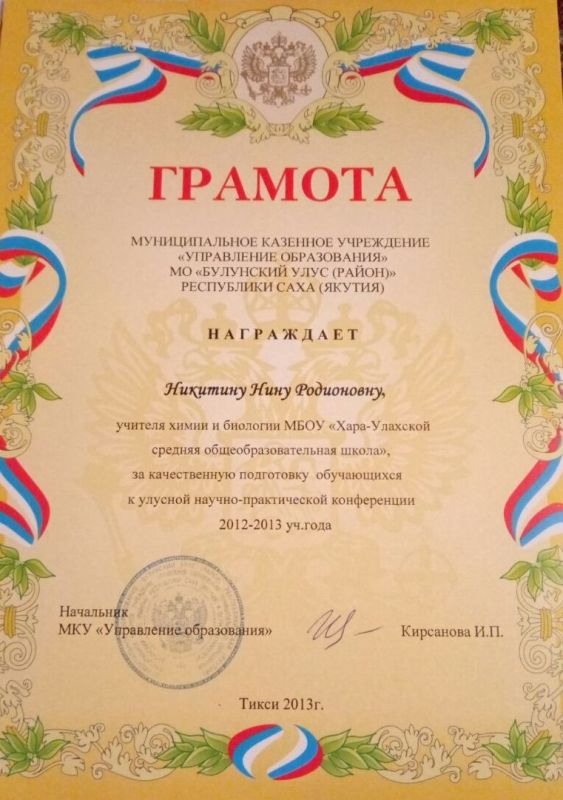 ГРАМОТА
МУНИЦИПАЛЬНОЕ КАЗЕННОЕ УЧРЕЖДЕНИЕ
«УПРАВЛЕНИЕ ОБРАЗОВАНИЯ»
МО «БУЛУНСКИЙ УЛУС (РАЙОН)»
РЕСПУБЛИКИ САХА (ЯКУТИЯ)
НАГРАЖДАЕТ
Никитину Нину Родионовну,
учителя химии и биологии МБОУ «Хара-Улахской
средняя общеобразовательная школа»,
за качественную подготовку обучающихся
к улусной научно-практической конференции
2012-2013 уч.года
Начальник
МКУ «Управление образования» Кирсанова И.П.
Тикси 2013г.